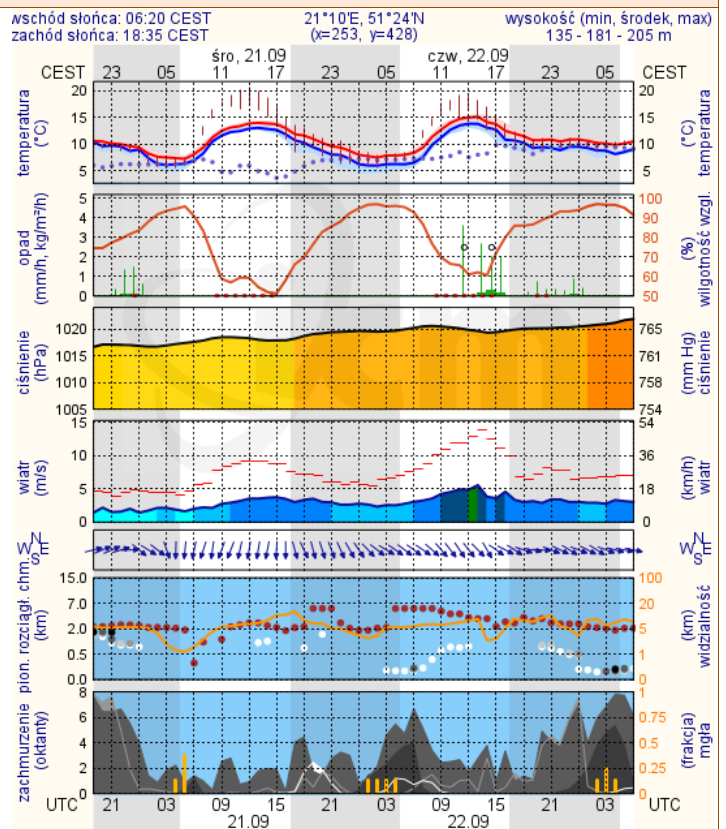 wschód słońca: 06:20 CEST 21°10'E, 51°24'N wysokość (min, środek, max)
zachód słońca: 18:35 CEST (x=253, y=428) 135 - 181 - 205 m
śro, 21.09 czw, 22.09
CEST 23 05 11 17 23 05 11 17 23 05 CEST
temperatura (°C)
20
15
10
5
20
15
10
5
temperatura (°C)
opad (mm/h, kg/m²/h)
5
4
3
2
1
0
100
90
80
70
60
50
wilgotność wzgl. (%)
ciśnienie (hPa)
1020
1015
1010
1005
765
761
758
754
(mm Hg) ciśnienie
wiatr (m/s)
15
10
5
0
54
36
18
0
(km/h) wiatr
N
W E
S
N
W E
S
pion. rozciągł. chm. (km)
15.0
7.0
2.0
0.5
0.0
100
20
5
1
0
(km) widzialność
zachmurzenie (oktanty)
8
6
4
2
0
1
0.75
0.5
0.25
0
(frakcja) mgła
UTC 21 03 09 15 21 03 09 15 21 03 UTC
21.09 22.09